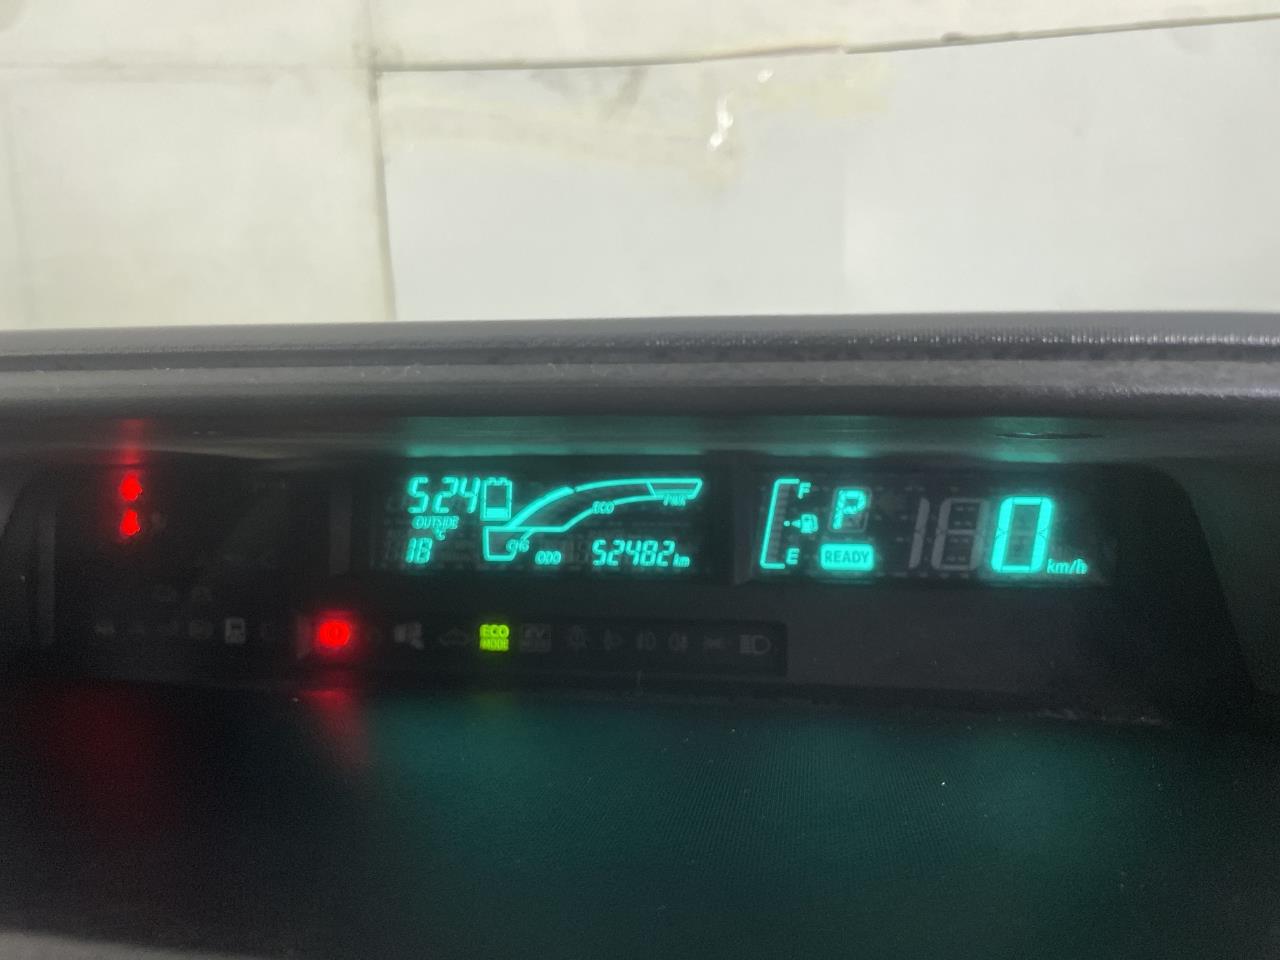 5:24
OUTSIDE
18 °C
CHG
ECO
PWR
ODO 52482 km
F
E
P
READY
0 km/h
ECO
MODE